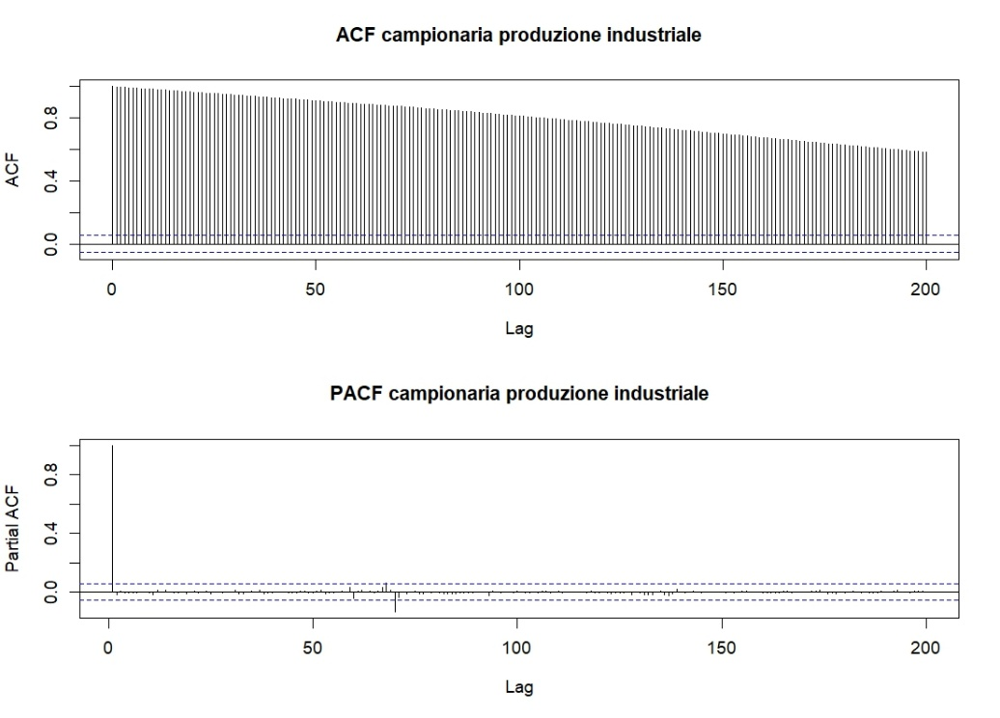 ACF campionaria produzione industriale
ACF
0.0 0.4 0.8
0 50 100 150 200
Lag
PACF campionaria produzione industriale
Partial ACF
0.0 0.4 0.8
0 50 100 150 200
Lag